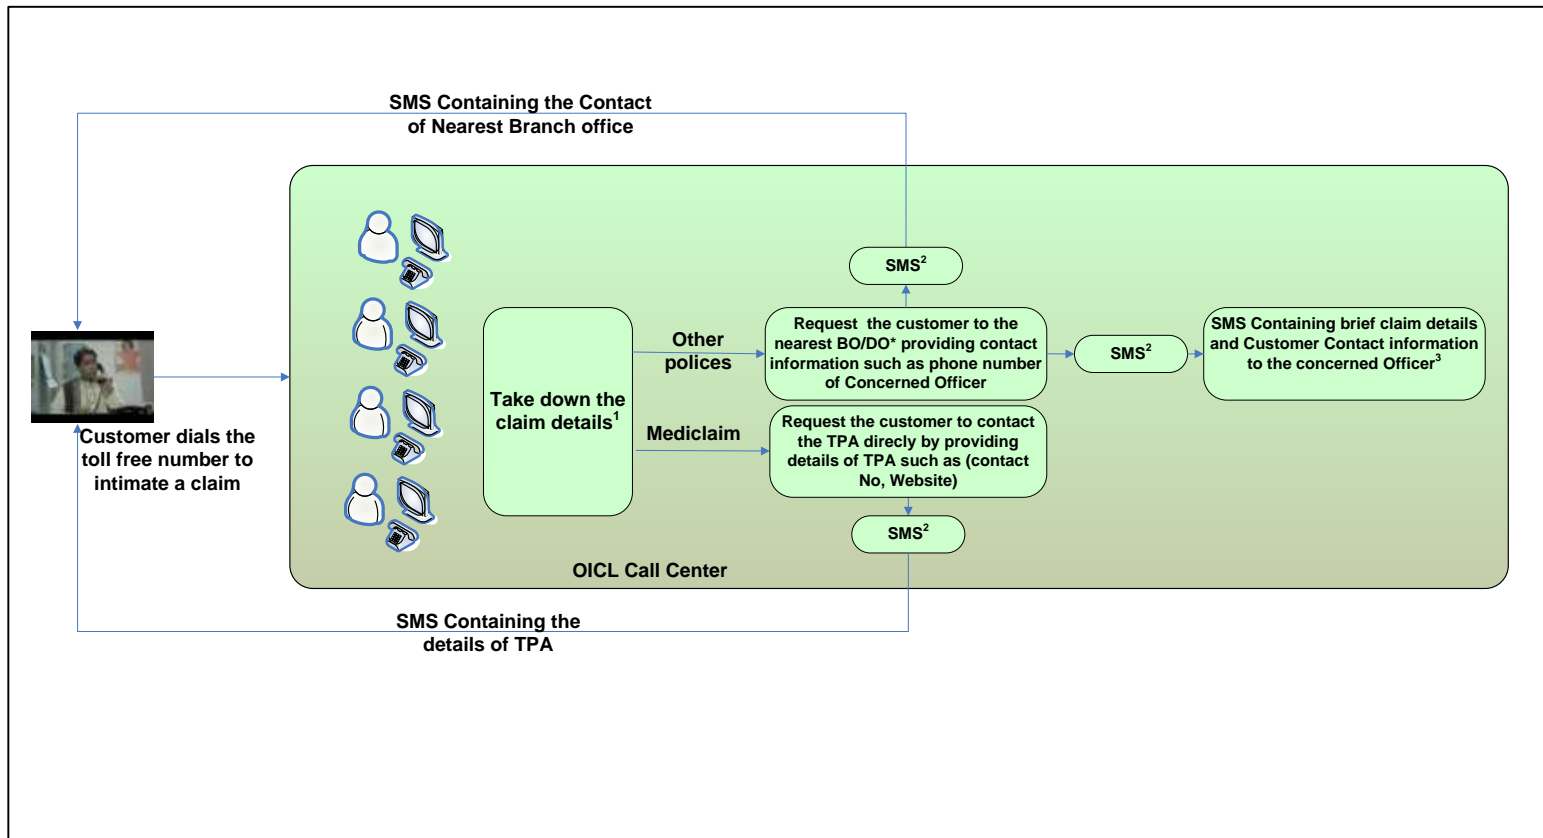 SMS Containing the Contact
of Nearest Branch office
SMS²
Request the customer to the
nearest BO/DO* providing contact
information such as phone number
of Concerned Officer
Other
polices
SMS²
SMS Containing brief claim details
and Customer Contact information
to the concerned Officer³
Take down the
claim details¹
Mediclaim
Request the customer to contact
the TPA direcly by providing
details of TPA such as (contact
No, Website)
Customer dials the
toll free number to
intimate a claim
SMS²
OICL Call Center
SMS Containing the
details of TPA